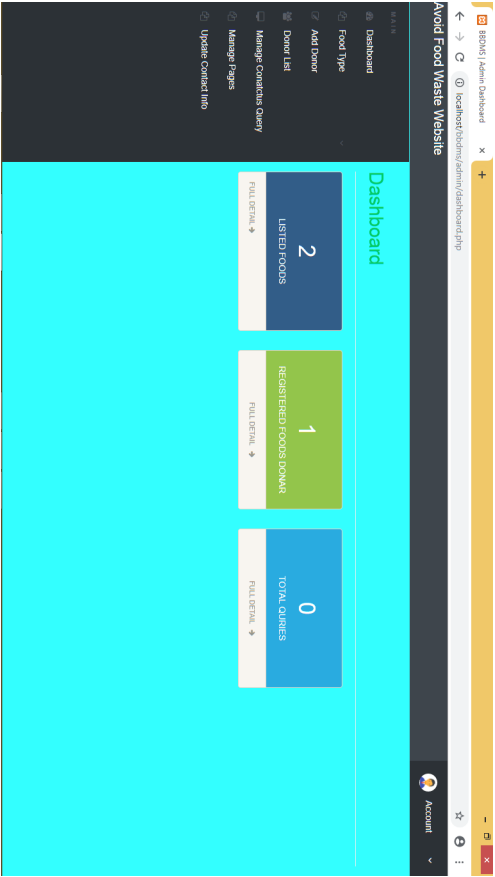 BBDMS | Admin Dashboard
localhost/bbdms/admin/dashboard.php
Avoid Food Waste Website
Account
MAIN
Dashboard
Food Type
Add Donor
Donor List
Manage Conatctus Query
Manage Pages
Update Contact Info
Dashboard
2
LISTED FOODS
FULL DETAIL
1
REGISTERED FOODS DONAR
FULL DETAIL
0
TOTAL QURIES
FULL DETAIL